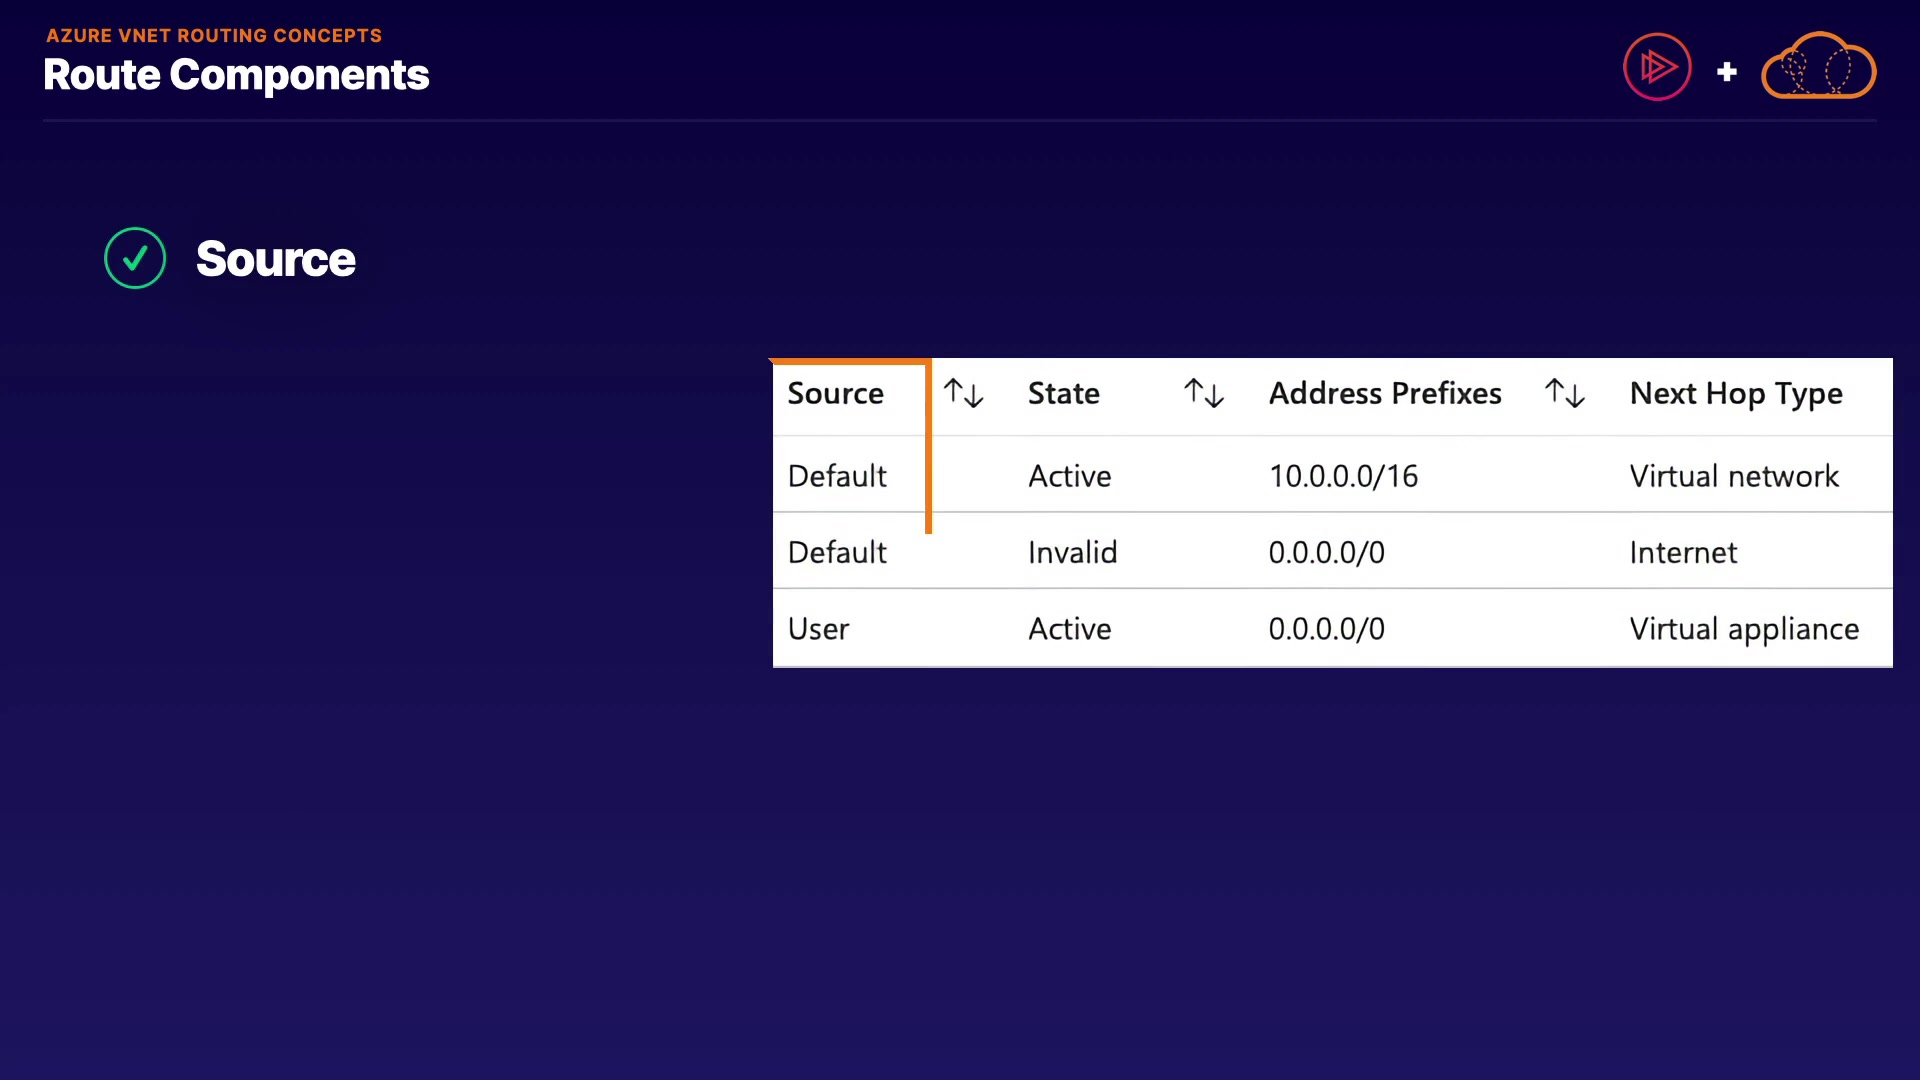 AZURE VNET ROUTING CONCEPTS
Route Components
Source
Source State Address Prefixes Next Hop Type
Default Active 10.0.0.0/16 Virtual network
Default Invalid 0.0.0.0/0 Internet
User Active 0.0.0.0/0 Virtual appliance